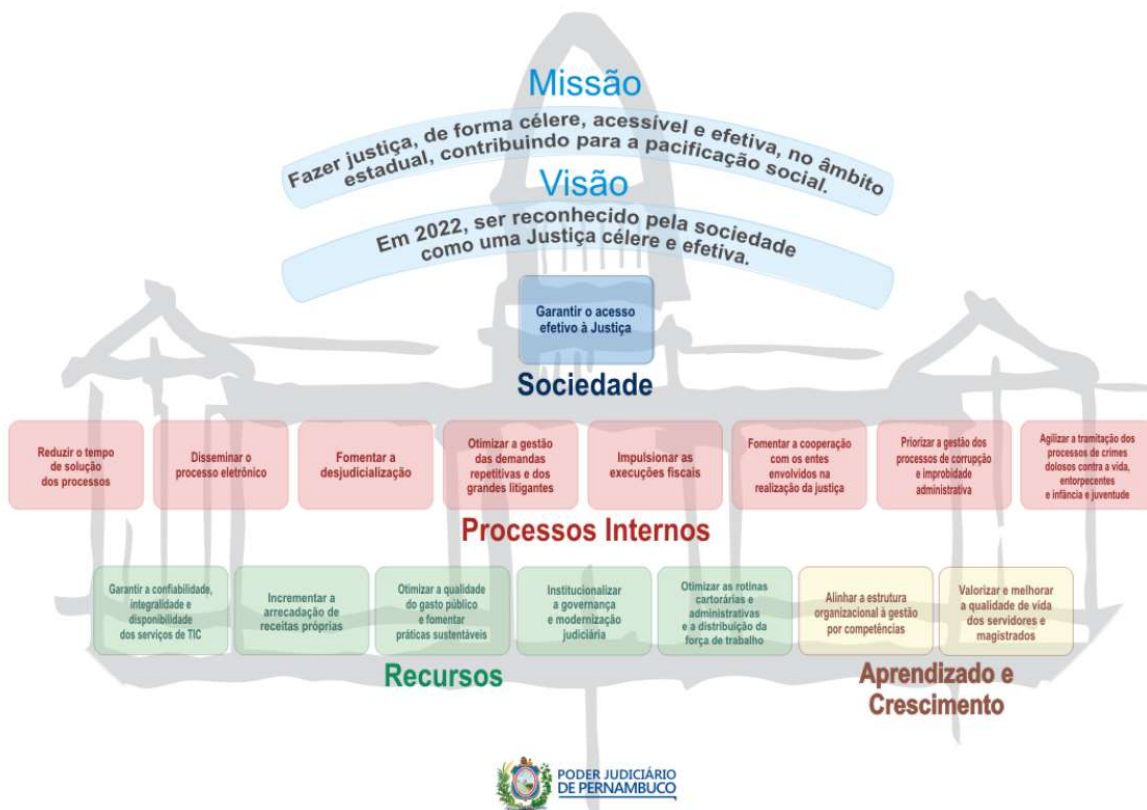 Missão
Fazer justiça, de forma célere, acessível e efetiva, no âmbito
estadual, contribuindo para a pacificação social.
Visão
Em 2022, ser reconhecido pela sociedade
como uma Justiça célere e efetiva.
Garantir o acesso
efetivo à Justiça
Sociedade
Reduzir o tempo
de solução
dos processos
Disseminar o
processo eletrônico
Fomentar a
desjudicialização
Otimizar a gestão
das demandas
repetitivas e dos
grandes litigantes
Impulsionar as
execuções fiscais
Fomentar a cooperação
com os entes
envolvidos na
realização da justiça
Priorizar a gestão dos
processos de corrupção
e improbidade
administrativa
Agilizar a tramitação dos
processos de crimes
dolosos contra a vida,
entorpecentes
e infância e juventude
Processos Internos
Garantir a confiabilidade,
integralidade e
disponibilidade
dos serviços de TIC
Incrementar a
arrecadação de
receitas próprias
Otimizar a qualidade
do gasto público
e fomentar
práticas sustentáveis
Institucionalizar
a governança
e modernização
judiciária
Otimizar as rotinas
cartorárias e
administrativas
e a distribuição da
força de trabalho
Alinhar a estrutura
organizacional à gestão
por competências
Valorizar e melhorar
a qualidade de vida
dos servidores e
magistrados
Recursos
Aprendizado e
Crescimento
PODER JUDICIÁRIO
DE PERNAMBUCO